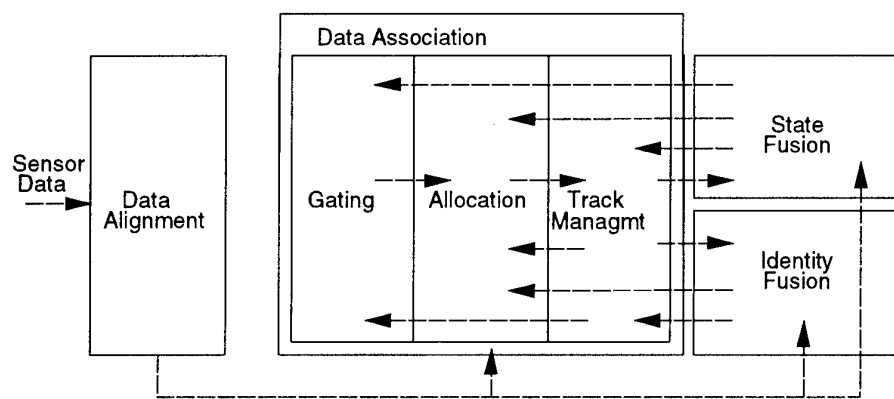 Data Association
Sensor
Data
Data
Alignment
Gating
Allocation
Track
Managmt
State
Fusion
Identity
Fusion